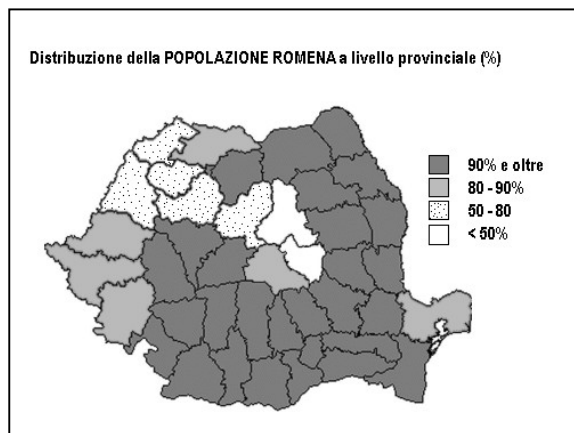 Distribuzione della POPOLAZIONE ROMENA a livello provinciale (%)
90% e oltre
80 - 90%
50 - 80
< 50%